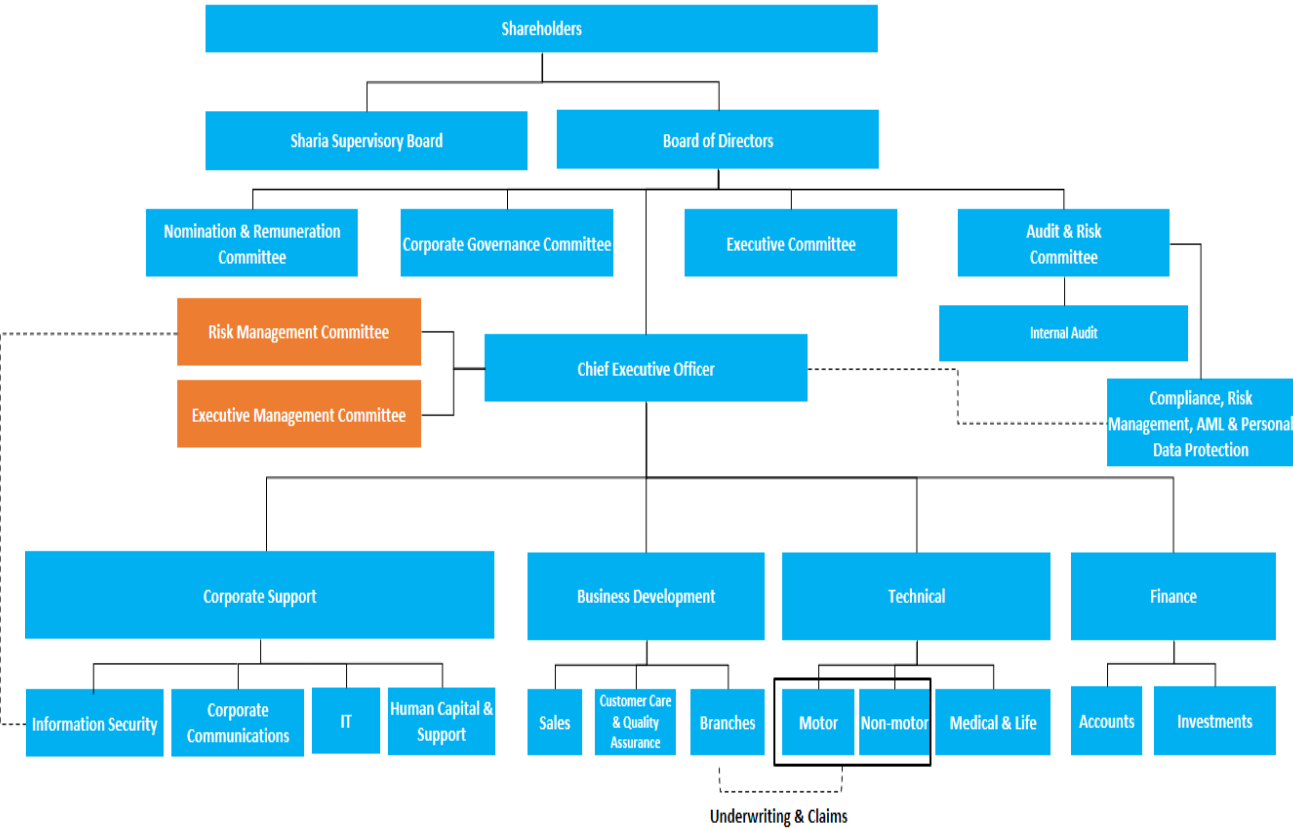 Shareholders
Sharia Supervisory Board
Board of Directors
Nomination & Remuneration
Committee
Corporate Governance Committee
Executive Committee
Audit & Risk
Committee
Risk Management Committee
Internal Audit
Chief Executive Officer
Executive Management Committee
Compliance, Risk
Management, AML & Personal
Data Protection
Corporate Support
Business Development
Technical
Finance
Information Security
Corporate
Communications
IT
Human Capital &
Support
Sales
Customer Care
& Quality
Assurance
Branches
Motor
Non-motor
Medical & Life
Accounts
Investments
Underwriting & Claims